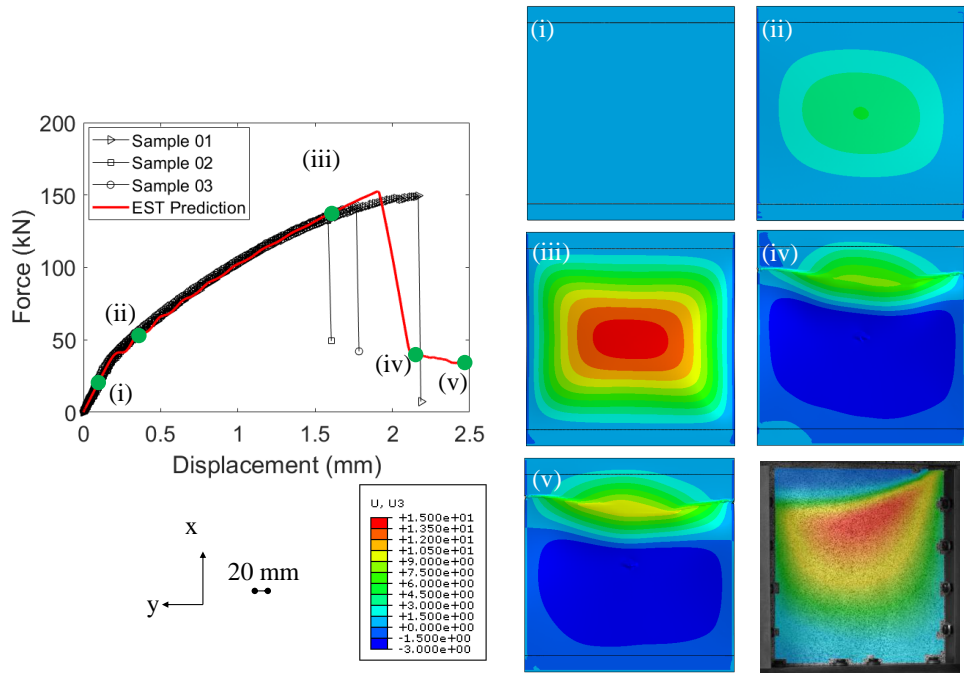 200
150
100
50
0
Force (kN)
Sample 01
Sample 02
Sample 03
EST Prediction
(iii)
(ii)
(i)
(iv)
(v)
0 0.5 1 1.5 2 2.5
Displacement (mm)
x
y
20 mm
U, U3
+1.500e+01
+1.350e+01
+1.200e+01
+1.050e+01
+9.000e+00
+7.500e+00
+6.000e+00
+4.500e+00
+3.000e+00
+1.500e+00
+0.000e+00
-1.500e+00
-3.000e+00
(i)
(ii)
(iii)
(iv)
(v)